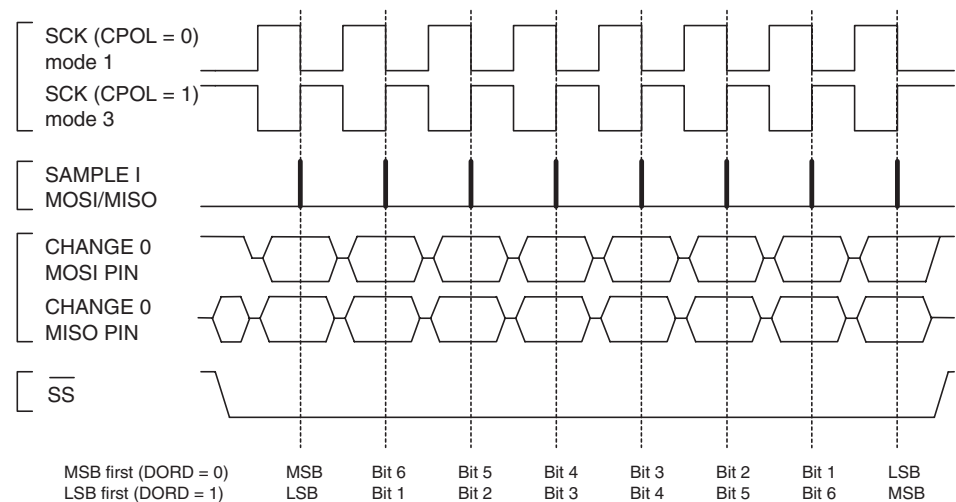 SCK (CPOL = 0)
mode 1
SCK (CPOL = 1)
mode 3
SAMPLE I
MOSI/MISO
CHANGE 0
MOSI PIN
CHANGE 0
MISO PIN
SS
MSB first (DORD = 0) MSB Bit 6 Bit 5 Bit 4 Bit 3 Bit 2 Bit 1 LSB
LSB first (DORD = 1) LSB Bit 1 Bit 2 Bit 3 Bit 4 Bit 5 Bit 6 MSB